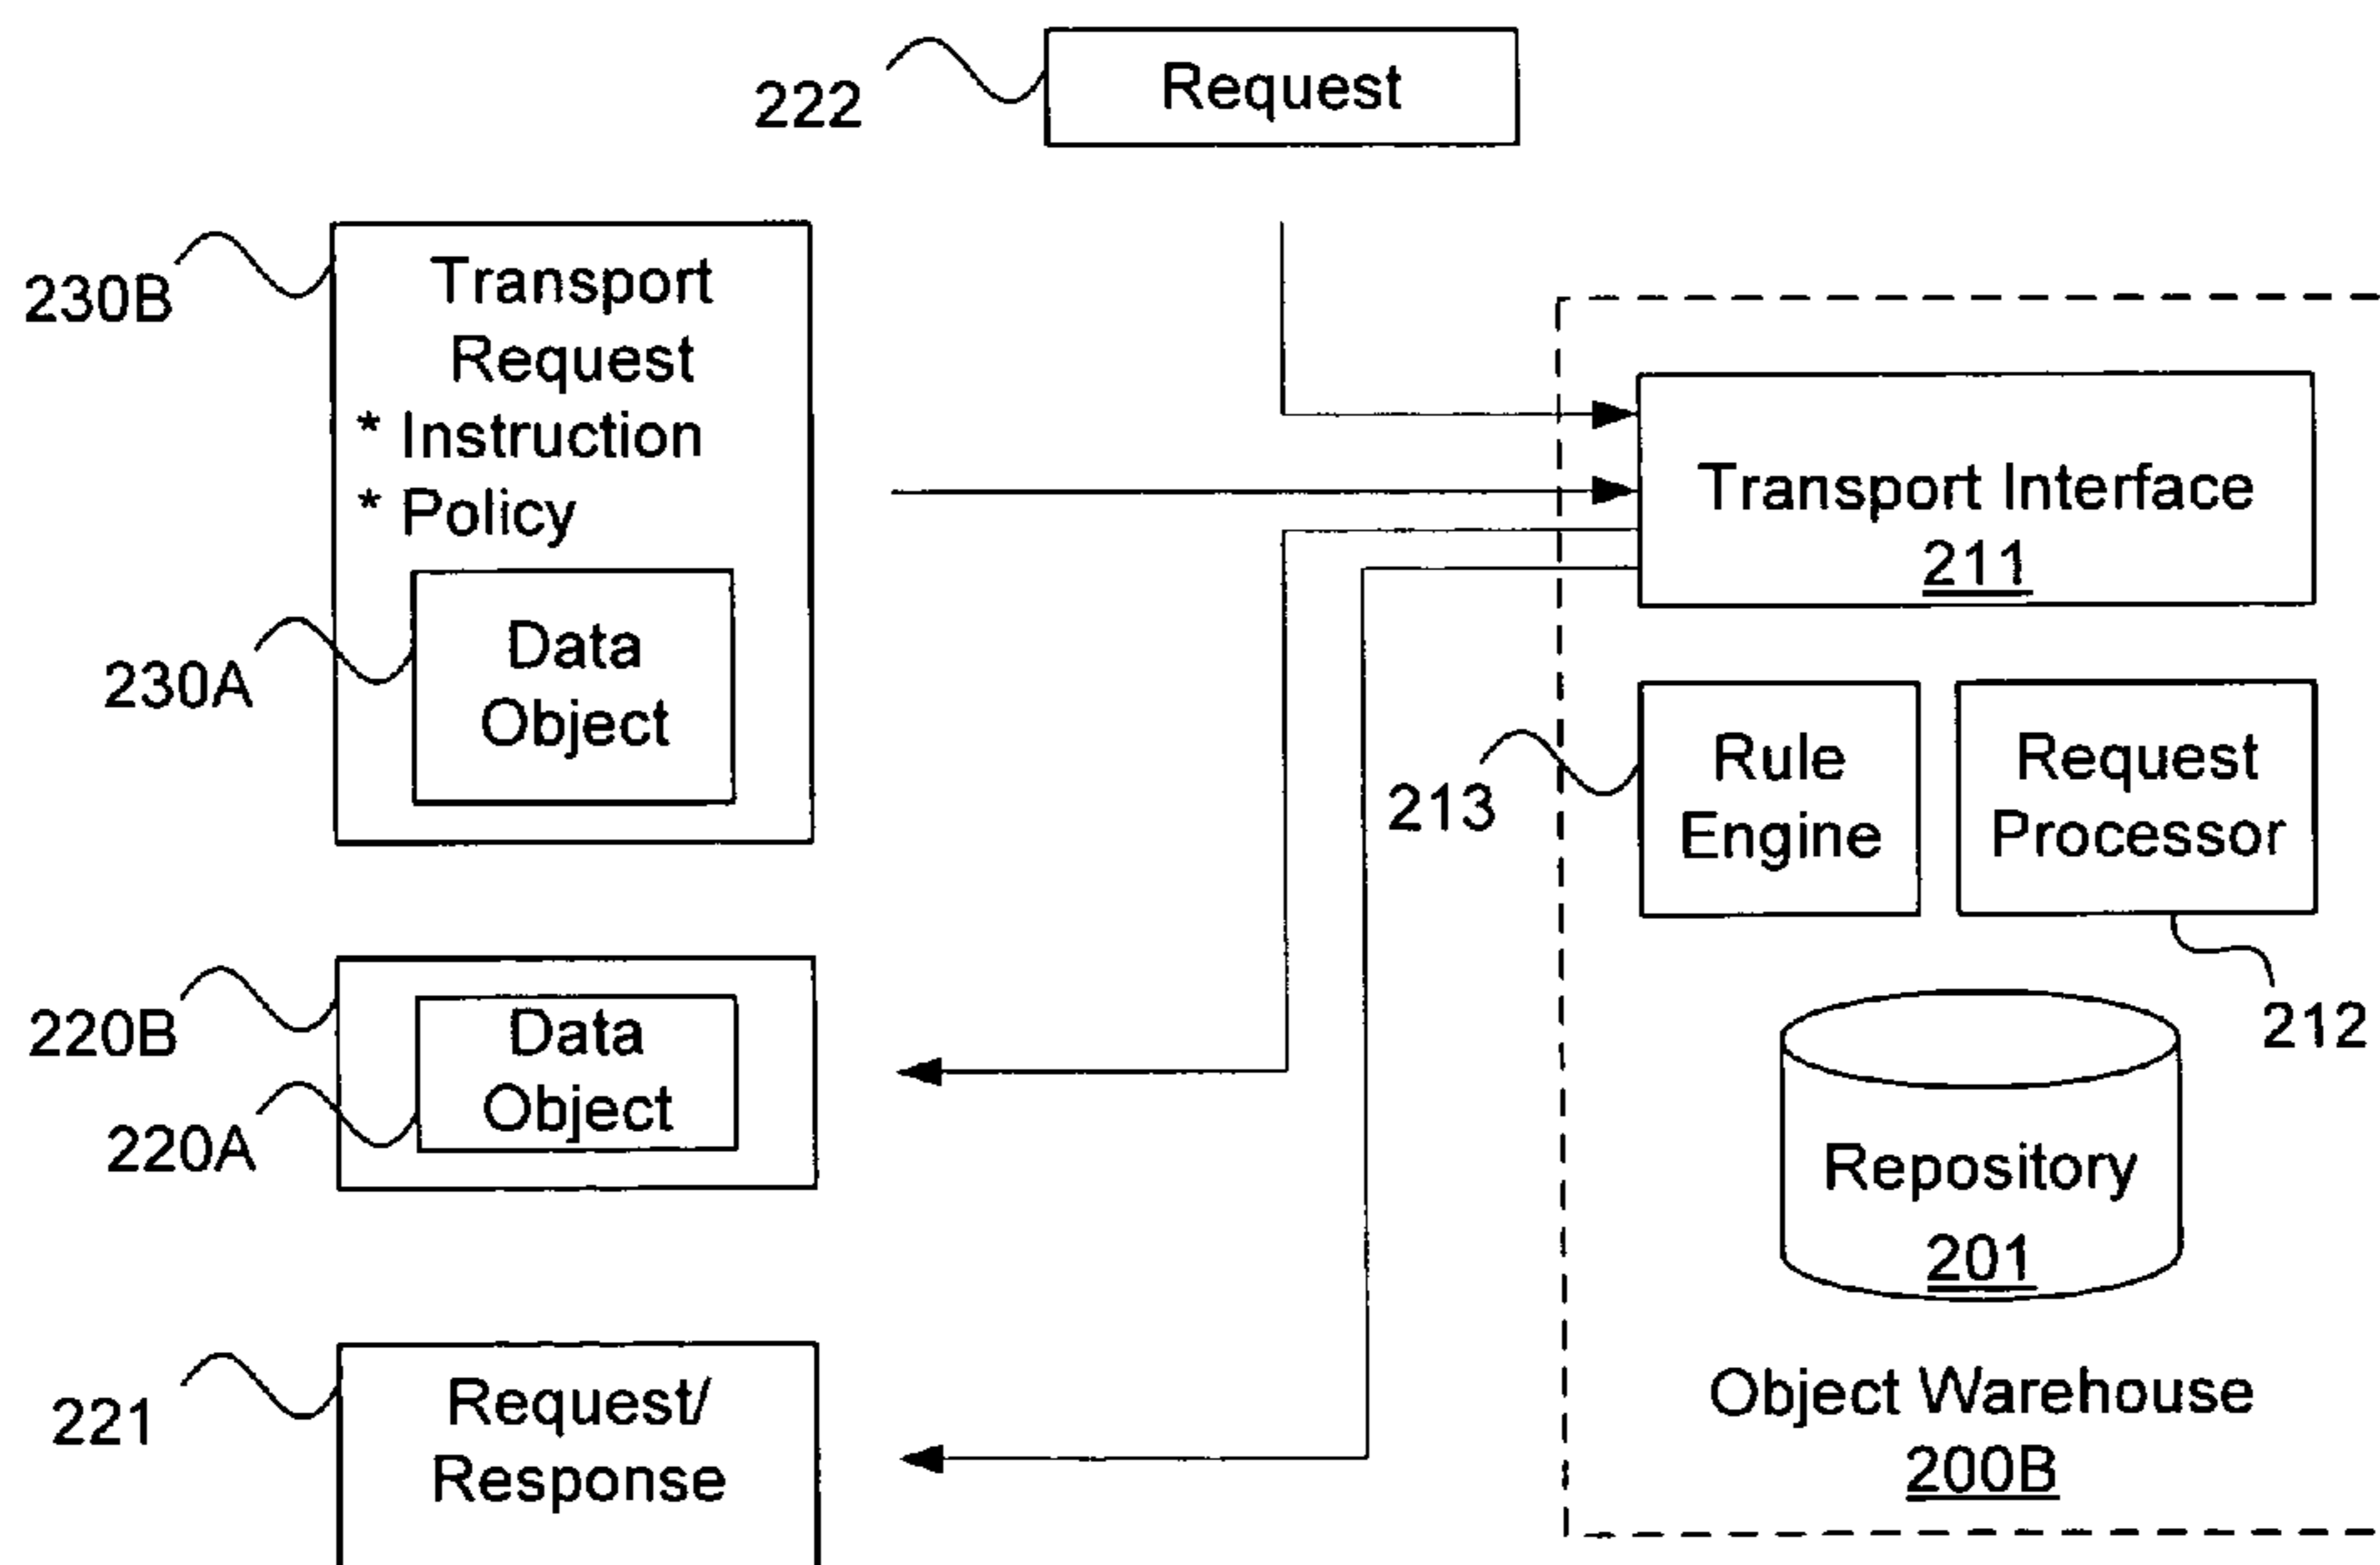 222
Request
230B
Transport
Request
* Instruction
* Policy
230A
Data
Object
Transport Interface
211
213
Rule
Engine
Request
Processor
212
220B
220A
Data
Object
Repository
201
221
Request/
Response
Object Warehouse
200B